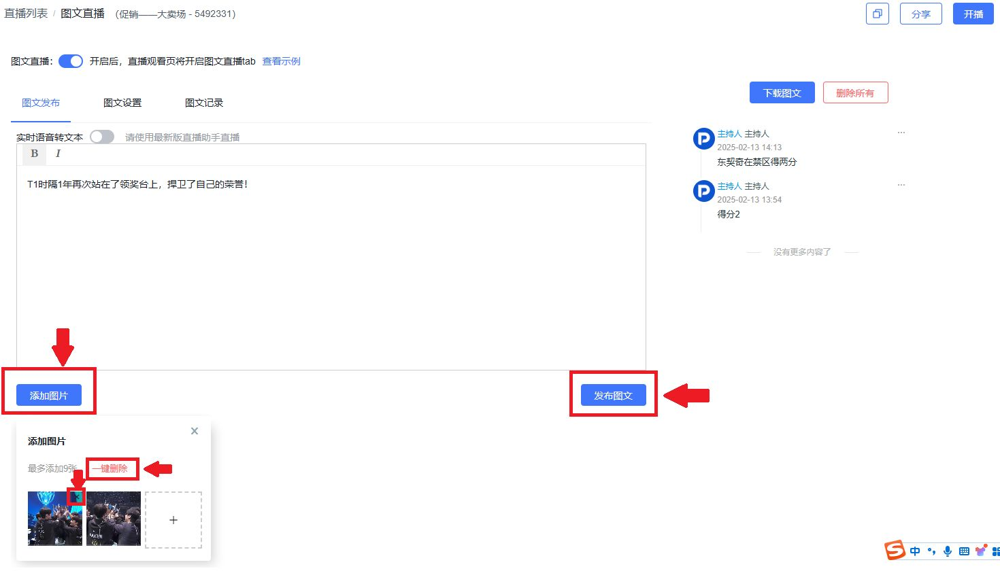 直播列表 / 图文直播 （促销——大卖场 - 5492331）
分享
开播
图文直播： 开启后，直播观看页将开启图文直播tab 查看示例
图文发布 图文设置 图文记录
下载图文 删除所有
实时语音转文本 请使用最新版直播助手直播
B I
T1时隔1年再次站在了领奖台上，捍卫了自己的荣誉！
主持人 主持人 ...
2025-02-13 14:13
东契奇在禁区得两分
主持人 主持人 ...
2025-02-13 13:54
得分2
没有更多内容了
添加图片
发布图文
添加图片
最多添加9张 一键删除
FAKER
中